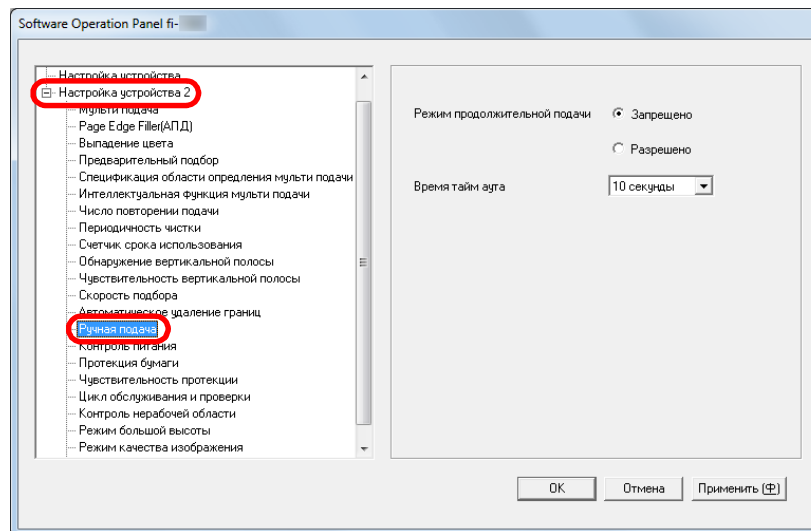 Software Operation Panel fi-
Настройка устройства
Настройка устройства 2
Мульти подача
Page Edge Filler(АПД)
Выпадение цвета
Предварительный подбор
Спецификация области опредления мульти подачи
Интеллектуальная функция мульти подачи
Число повторении подачи
Периодичность чистки
Счетчик срока использования
Обнаружение вертикальной полосы
Чувствительность вертикальной полосы
Скорость подбора
Автоматическое удаление границ
Ручная подача
Контроль питания
Протекция бумаги
Чувствительность протекции
Цикл обслуживания и проверки
Контроль нерабочей области
Режим большой высоты
Режим качества изображения
Режим продолжительной подачи
Запрещено
Разрешено
Время тайм аута
10 секунды
OK
Отмена
Применить (Ф)